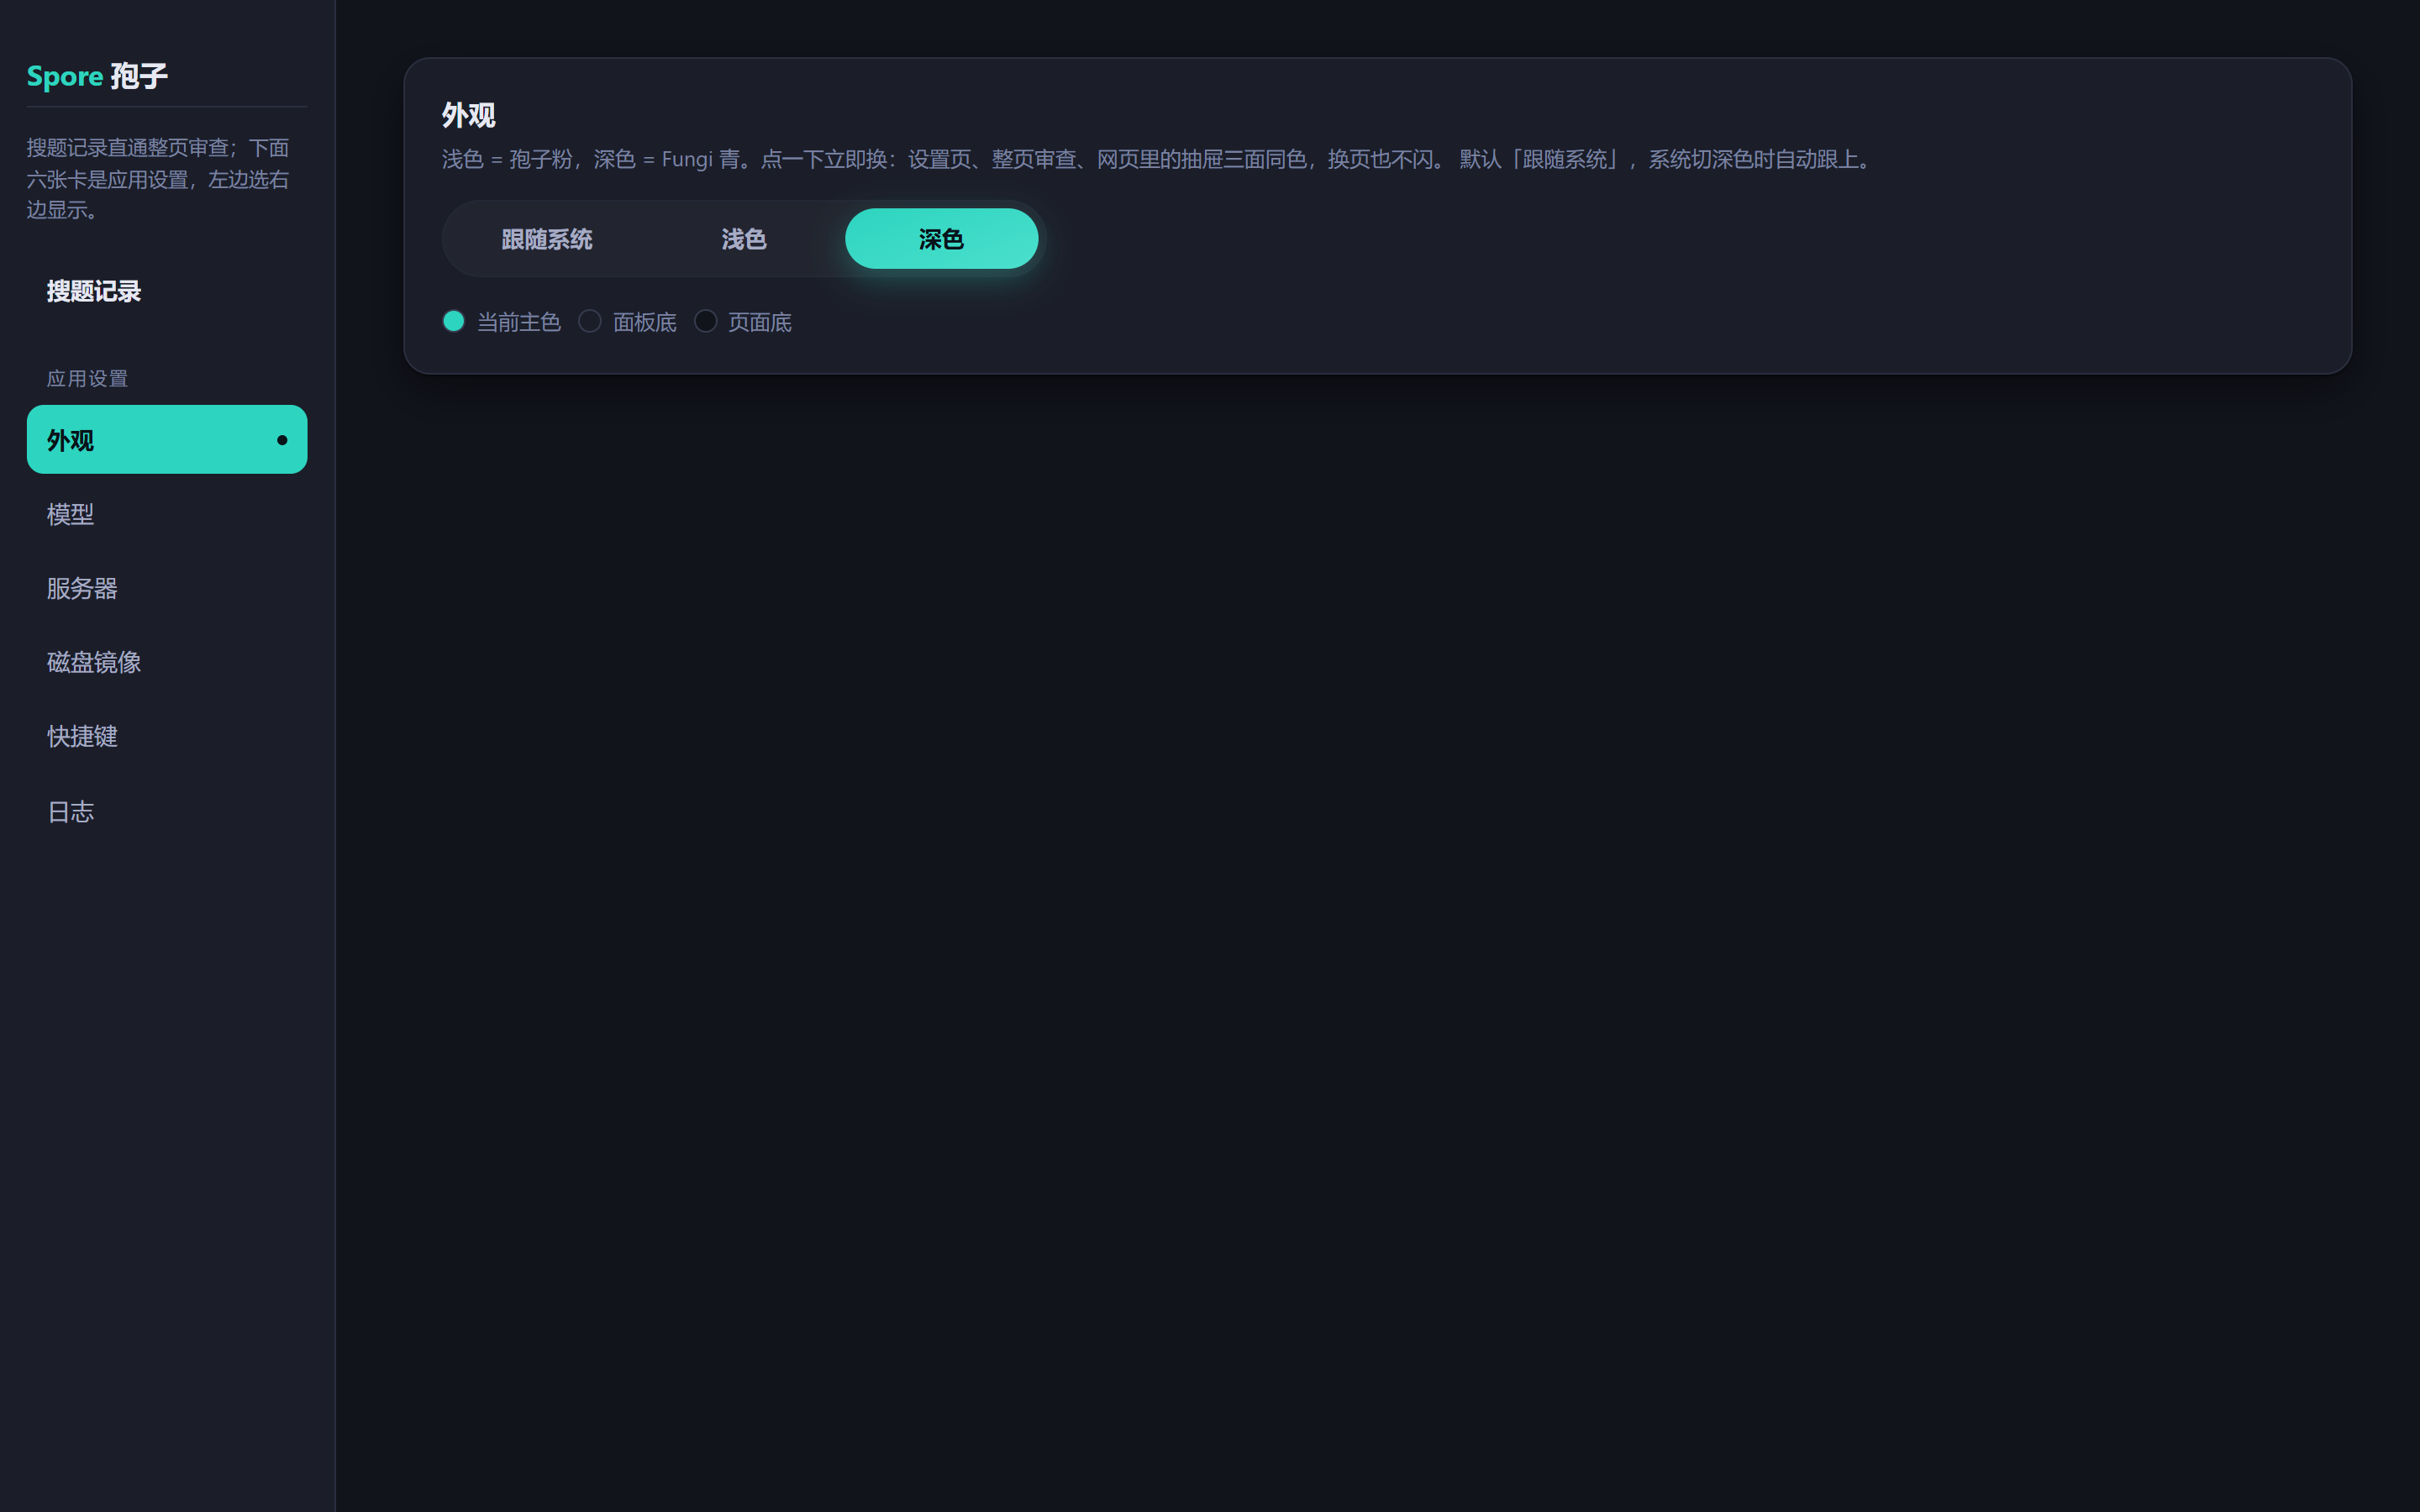 Spore 孢子
搜题记录直通整页审查；下面
六张卡是应用设置，左边选右
边显示。
搜题记录
应用设置
外观
模型
服务器
磁盘镜像
快捷键
日志
外观
浅色 = 孢子粉，深色 = Fungi 青。点一下立即换：设置页、整页审查、网页里的抽屉三面同色，换页也不闪。 默认「跟随系统」，系统切深色时自动跟上。
跟随系统 浅色 深色
当前主色 面板底 页面底